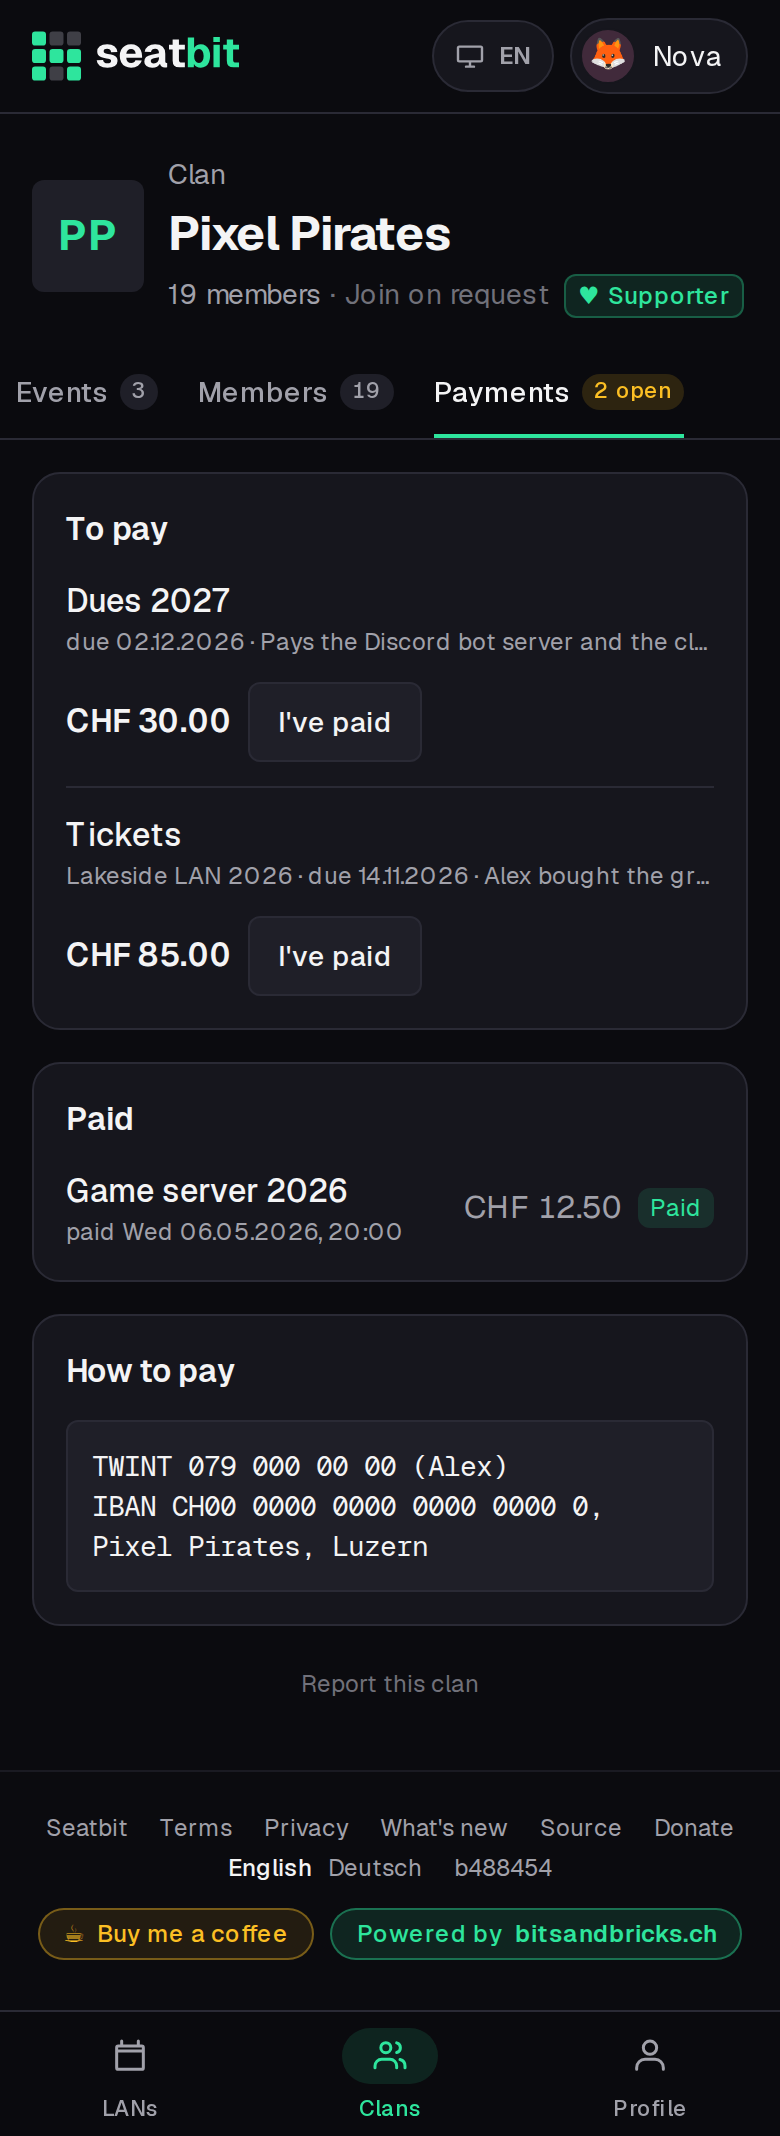 seatbit
EN
Nova
Clan
PP
Pixel Pirates
19 members · Join on request
♥ Supporter
Events 3
Members 19
Payments 2 open
To pay
Dues 2027
due 02.12.2026 · Pays the Discord bot server and the cl…
CHF 30.00
I've paid
Tickets
Lakeside LAN 2026 · due 14.11.2026 · Alex bought the gr…
CHF 85.00
I've paid
Paid
Game server 2026
paid Wed 06.05.2026, 20:00
CHF 12.50
Paid
How to pay
TWINT 079 000 00 00 (Alex)
IBAN CH00 0000 0000 0000 0000 0,
Pixel Pirates, Luzern
Report this clan
Seatbit Terms Privacy What's new Source Donate
English Deutsch b488454
☕ Buy me a coffee
Powered by bitsandbricks.ch
LANs
Clans
Profile